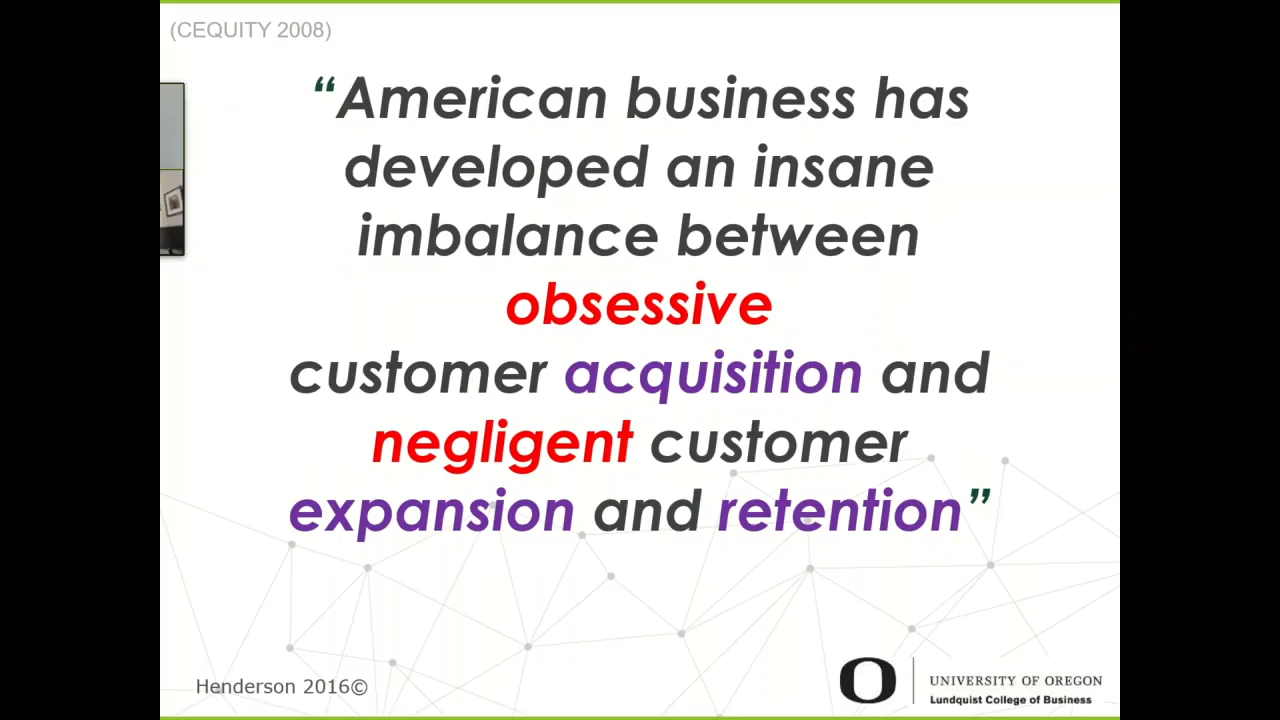 (CEQUITY 2008)
“American business has
developed an insane
imbalance between
obsessive
customer acquisition and
negligent customer
expansion and retention”
Henderson 2016©
O
UNIVERSITY OF OREGON
Lundquist College of Business